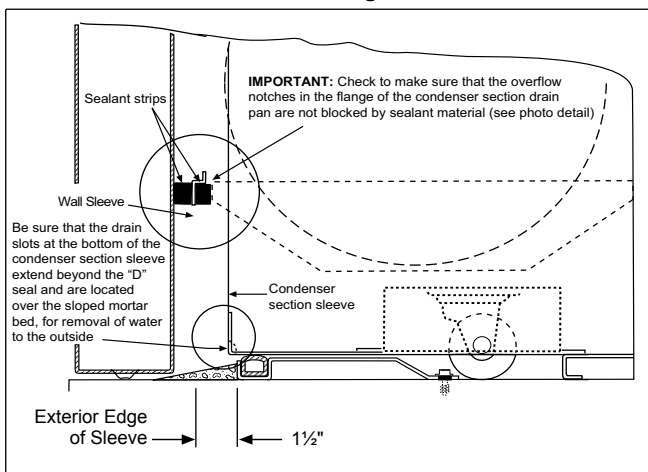 IMPORTANT: Check to make sure that the overflow
notches in the flange of the condenser section drain
pan are not blocked by sealant material (see photo detail)
Sealant strips
Wall Sleeve
Be sure that the drain
slots at the bottom of the
condenser section sleeve
extend beyond the “D”
seal and are located
over the sloped mortar
bed, for removal of water
to the outside
Condenser
section sleeve
Exterior Edge
of Sleeve
1½"